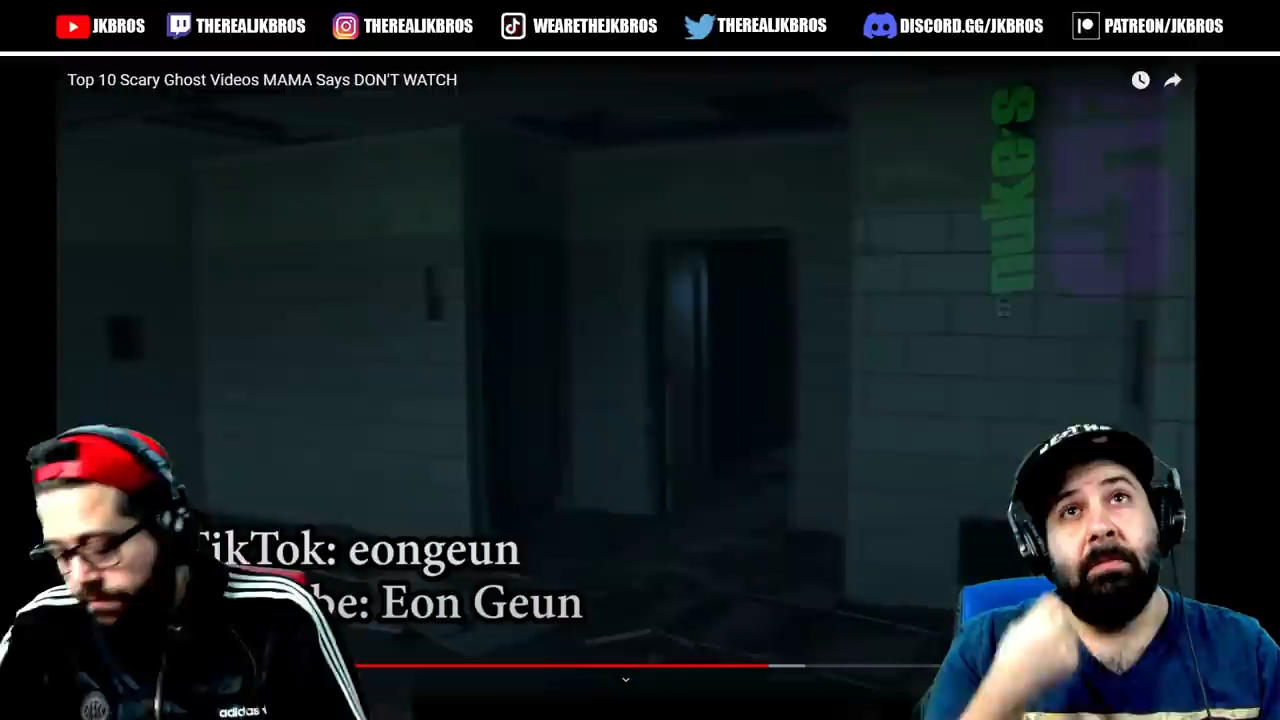 JKBROS THEREALJKBROS THEREALJKBROS WEARETHEJKBROS THEREALJKBROS DISCORD.GG/JKBROS PATREON/JKBROS
Top 10 Scary Ghost Videos MAMA Says DON'T WATCH
nuke's
TikTok: eongeun
be: Eon Geun
adidas